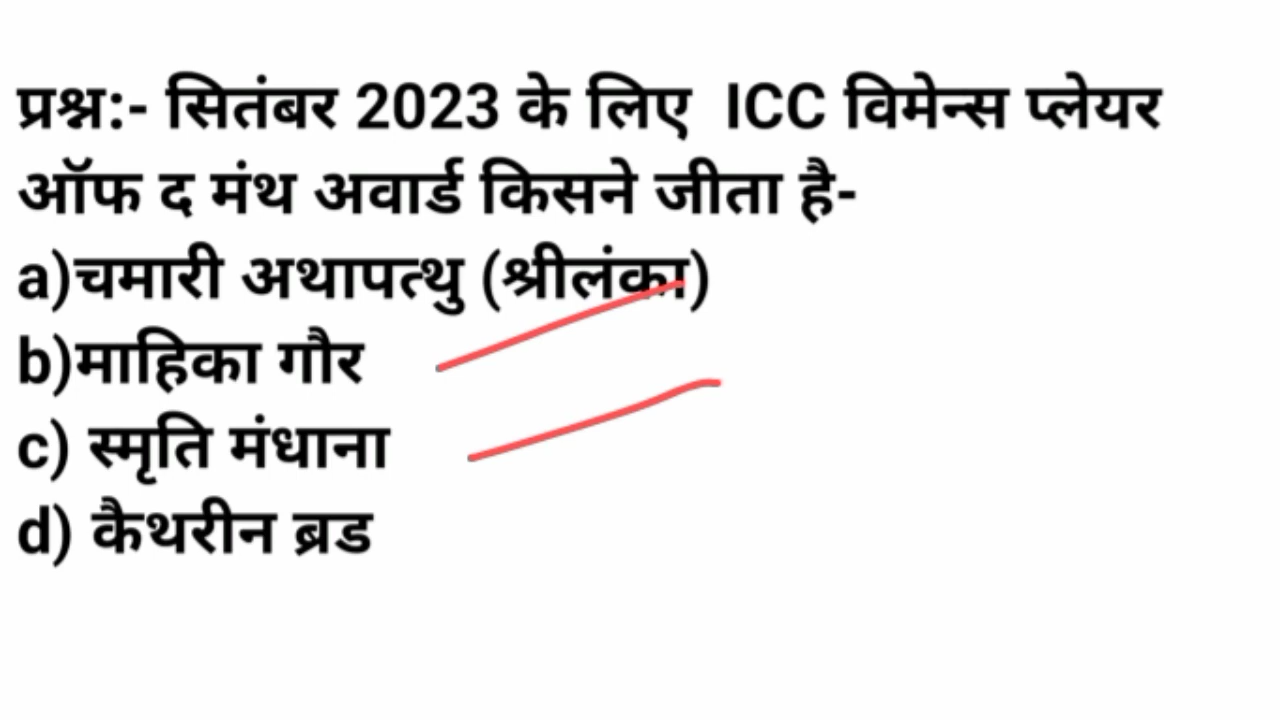 प्रश्न:- सितंबर 2023 के लिए ICC विमेन्स प्लेयर
ऑफ द मंथ अवार्ड किसने जीता है-
a)चमारी अथापत्थु (श्रीलंका)
b)माहिका गौर
c) स्मृति मंधाना
d) कैथरीन ब्रड